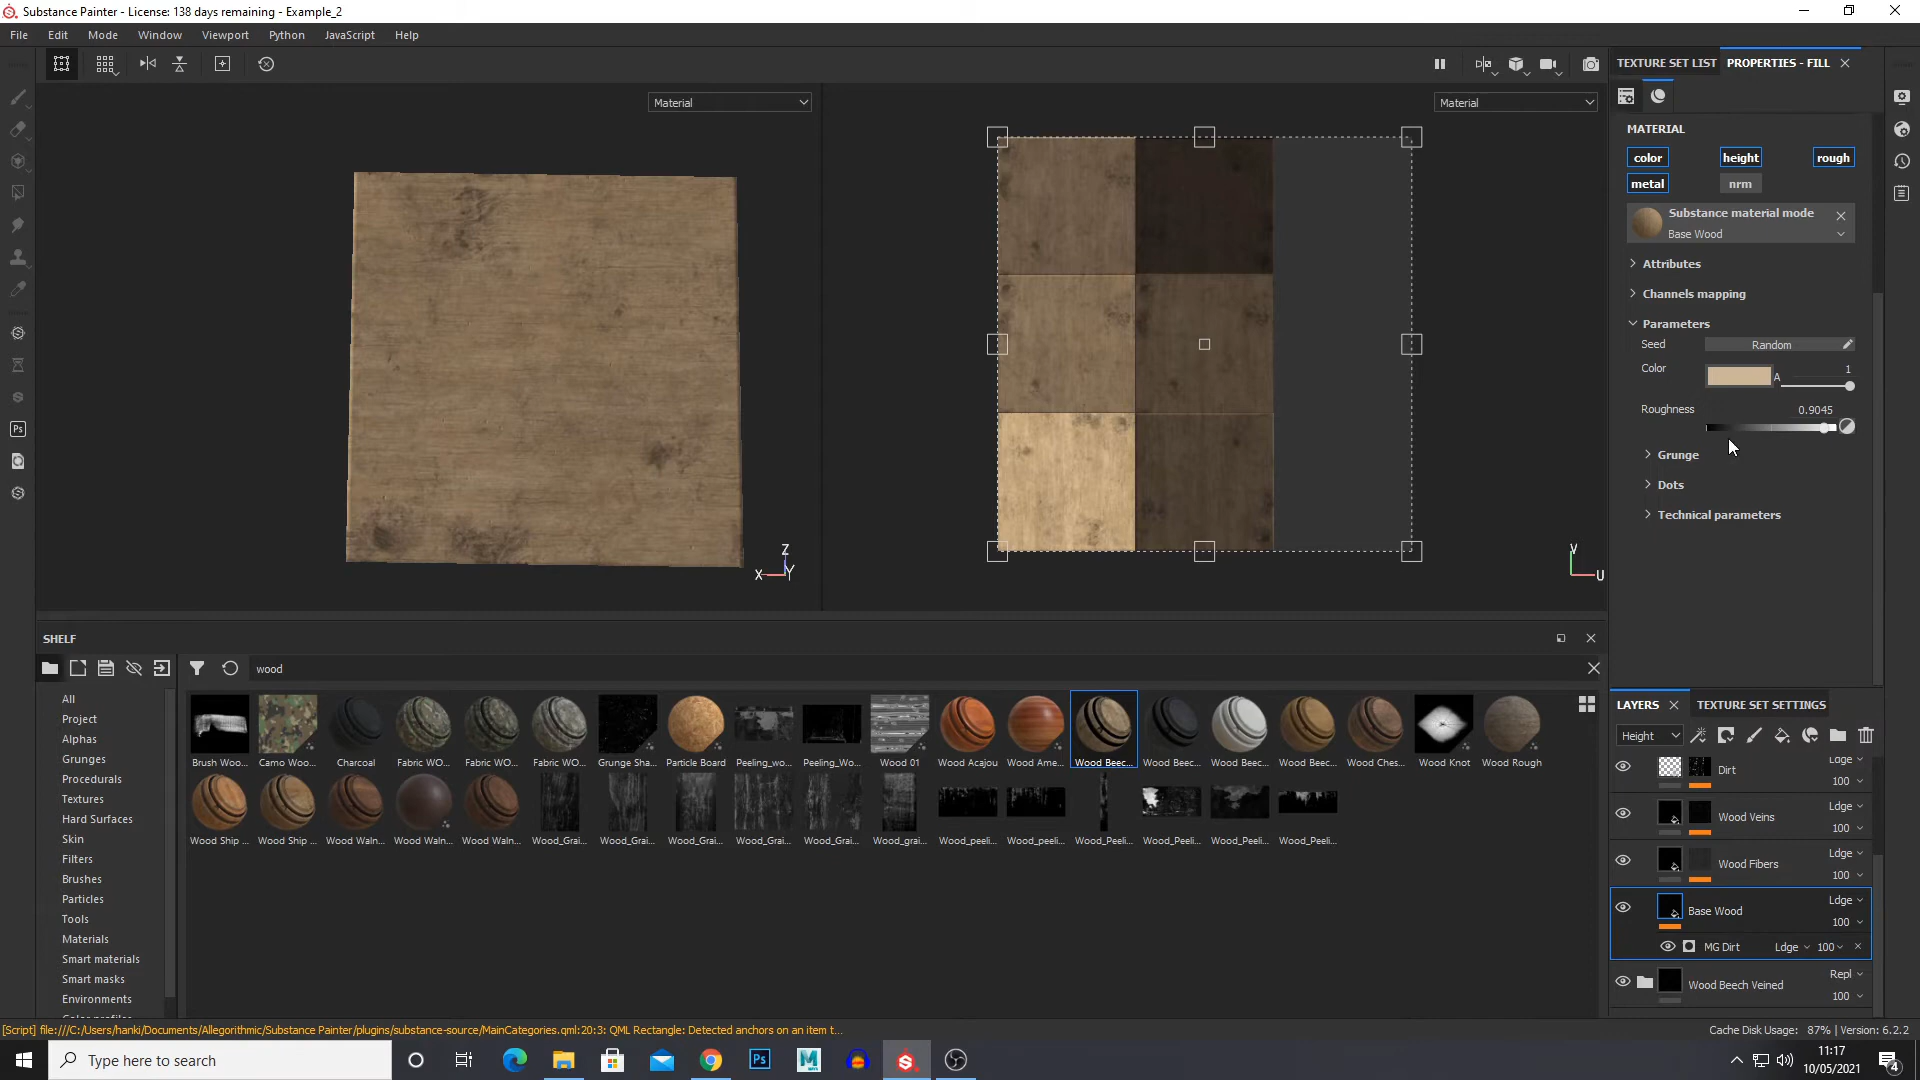 Substance Painter - License: 138 days remaining - Example_2
File Edit Mode Window Viewport Python JavaScript Help
Material
Material
TEXTURE SET LIST PROPERTIES - FILL
MATERIAL
color height rough
metal nrm
Substance material mode
Base Wood
Attributes
Channels mapping
Parameters
Seed Random
Color A 1
Roughness 0.9045
Grunge
Dots
Technical parameters
Z
X Y
V
U
SHELF
wood
All
Project
Alphas
Grunges
Procedurals
Textures
Hard Surfaces
Skin
Filters
Brushes
Particles
Tools
Materials
Smart materials
Smart masks
Environments
Brush Woo... Camo Woo... Charcoal Fabric WO... Fabric WO... Fabric WO... Grunge Sha... Particle Board Peeling_wo... Peeling_Wo... Wood 01 Wood Acajou Wood Ame... Wood Beec... Wood Beec... Wood Beec... Wood Beec... Wood Ches... Wood Knot Wood Rough
Wood Ship ... Wood Ship ... Wood Waln... Wood Waln... Wood Waln... Wood_Grai... Wood_Grai... Wood_Grai... Wood_Grai... Wood_Grai... Wood_grai... Wood_peeli... Wood_peeli... Wood_Peeli... Wood_Peeli... Wood_Peeli... Wood_Peeli...
LAYERS TEXTURE SET SETTINGS
Height
Dirt Ldge
100
Wood Veins Ldge
100
Wood Fibers Ldge
100
Base Wood Ldge
100
MG Dirt Ldge 100
Wood Beech Veined Repl
100
[Script] file:///C:/Users/hanki/Documents/Allegorithmic/Substance Painter/plugins/substance-source/MainCategories.qml:20:3: QML Rectangle: Detected anchors on an item t...
Cache Disk Usage: 87% | Version: 6.2.2
Type here to search
Ps
Ps
M
11:17
10/05/2021
4